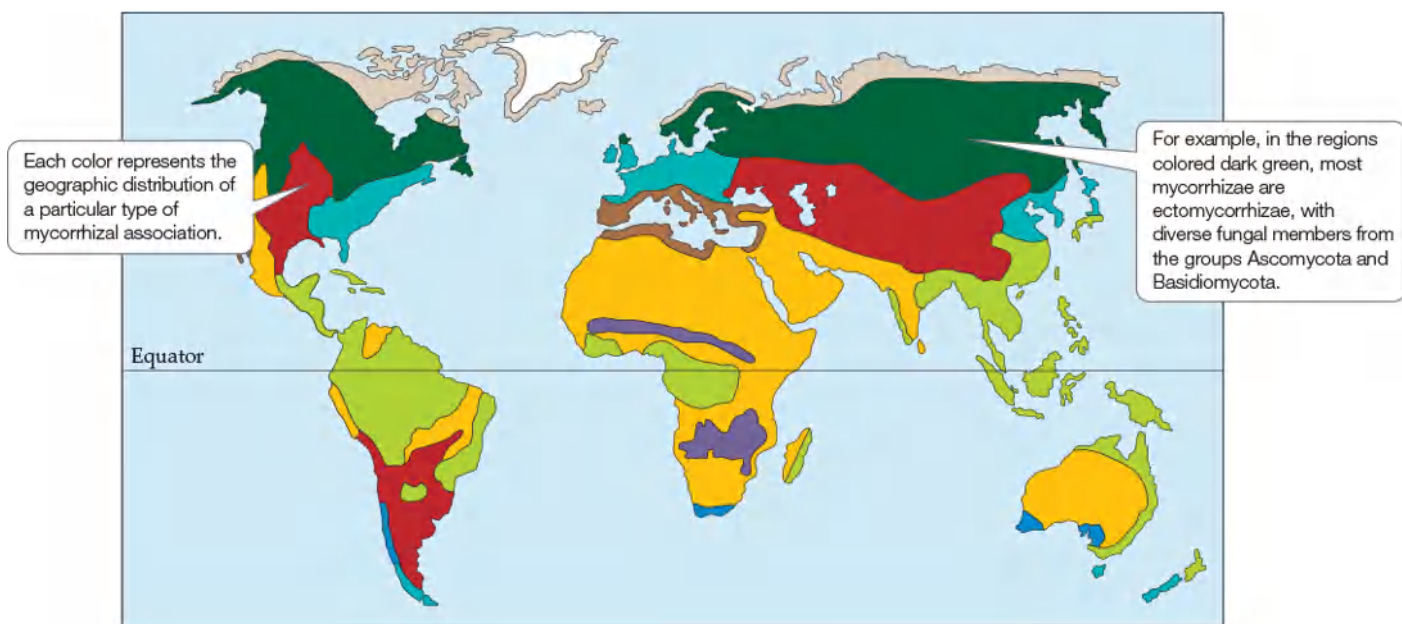 Each color represents the
geographic distribution of
a particular type of
mycorrhizal association.
For example, in the regions
colored dark green, most
mycorrhizae are
ectomycorrhizae, with
diverse fungal members from
the groups Ascomycota and
Basidiomycota.
Equator